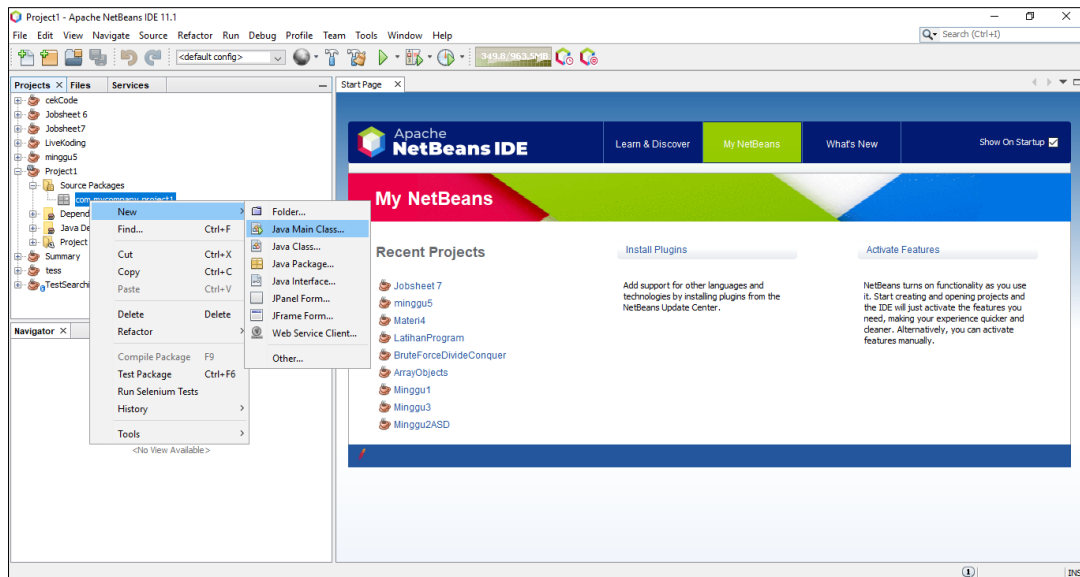 Project1 - Apache NetBeans IDE 11.1
File Edit View Navigate Source Refactor Run Debug Profile Team Tools Window Help
Search (Ctrl+I)
<default config>
349.8/963.5MB
Projects Files Services
Start Page
cekCode
Jobsheet 6
Jobsheet7
LiveKoding
minggu5
Project1
Source Packages
com.mycompany.project1
Depend
Java De
Project
Summary
tess
TestSearchi
Navigator
<No View Available>
New
Find... Ctrl+F
Cut Ctrl+X
Copy Ctrl+C
Paste Ctrl+V
Delete Delete
Refactor
Compile Package F9
Test Package Ctrl+F6
Run Selenium Tests
History
Tools
Folder...
Java Main Class...
Java Class...
Java Package...
Java Interface...
JPanel Form...
JFrame Form...
Web Service Client...
Other...
Apache
NetBeans IDE
Learn & Discover
My NetBeans
What's New
Show On Startup
My NetBeans
Recent Projects
Jobsheet 7
minggu5
Materi4
LatihanProgram
BruteForceDivideConquer
ArrayObjects
Minggu1
Minggu3
Minggu2ASD
Install Plugins
Add support for other languages and
technologies by installing plugins from the
NetBeans Update Center.
Activate Features
NetBeans turns on functionality as you use
it. Start creating and opening projects and
the IDE will just activate the features you
need, making your experience quicker and
cleaner. Alternatively, you can activate
features manually.
1
INS